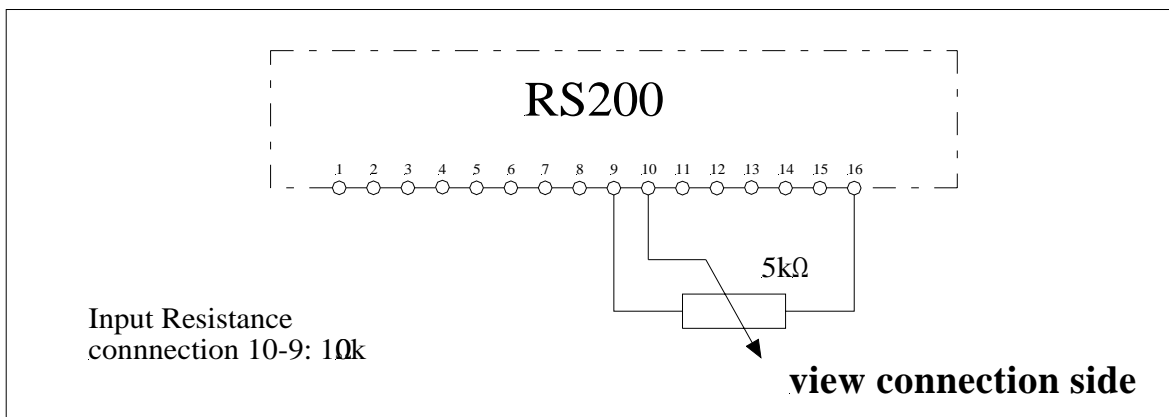 RS200
1 2 3 4 5 6 7 8 9 10 11 12 13 14 15 16
5kΩ
Input Resistance
connnection 10-9: 10kΩ
view connection side